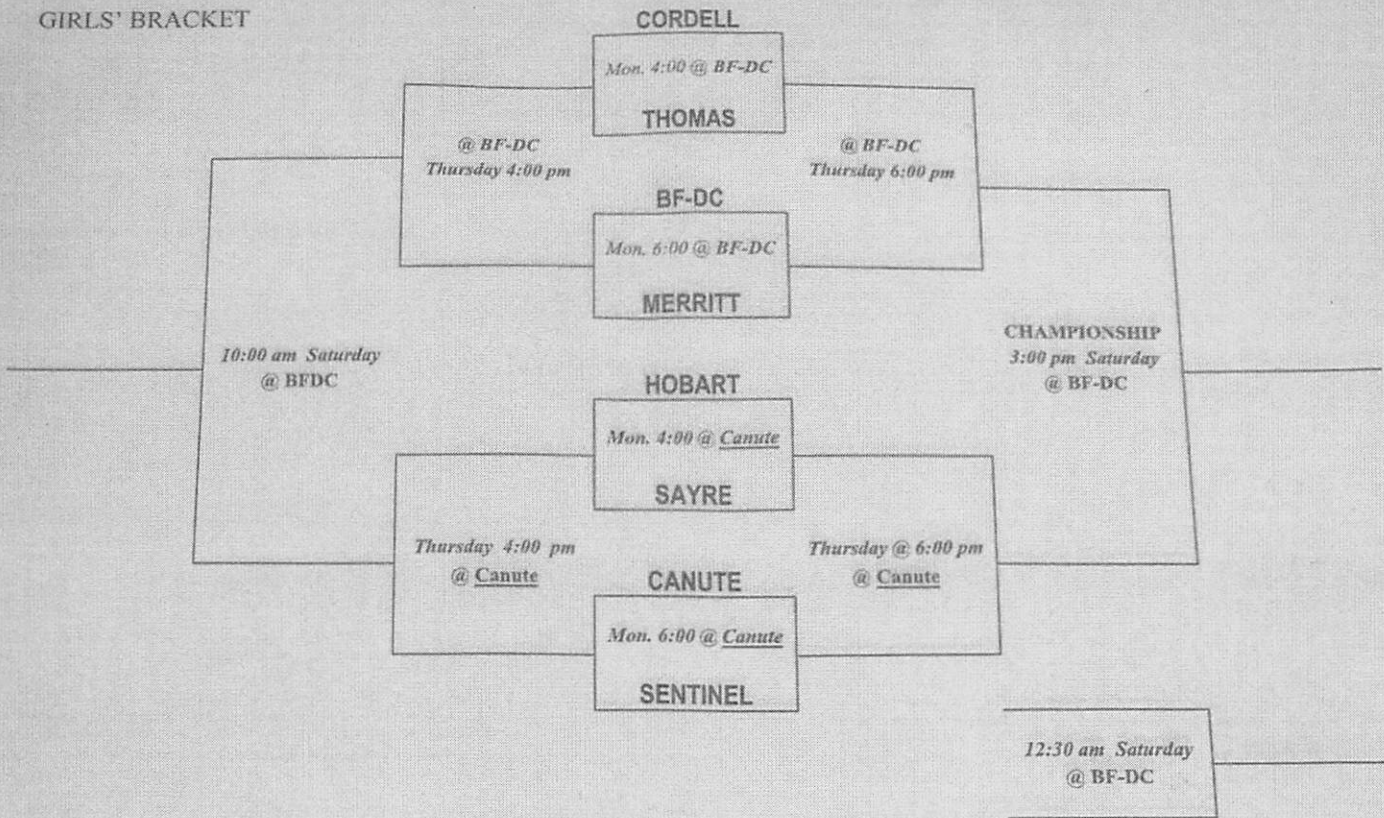 GIRLS' BRACKET
CORDELL
Mon. 4:00 @ BF-DC
THOMAS
@ BF-DC
Thursday 4:00 pm
@ BF-DC
Thursday 6:00 pm
BF-DC
Mon. 6:00 @ BF-DC
MERRITT
10:00 am Saturday
@ BFDC
CHAMPIONSHIP
3:00 pm Saturday
@ BF-DC
HOBART
Mon. 4:00 @ Canute
SAYRE
Thursday 4:00 pm
@ Canute
Thursday @ 6:00 pm
@ Canute
CANUTE
Mon. 6:00 @ Canute
SENTINEL
12:30 am Saturday
@ BF-DC